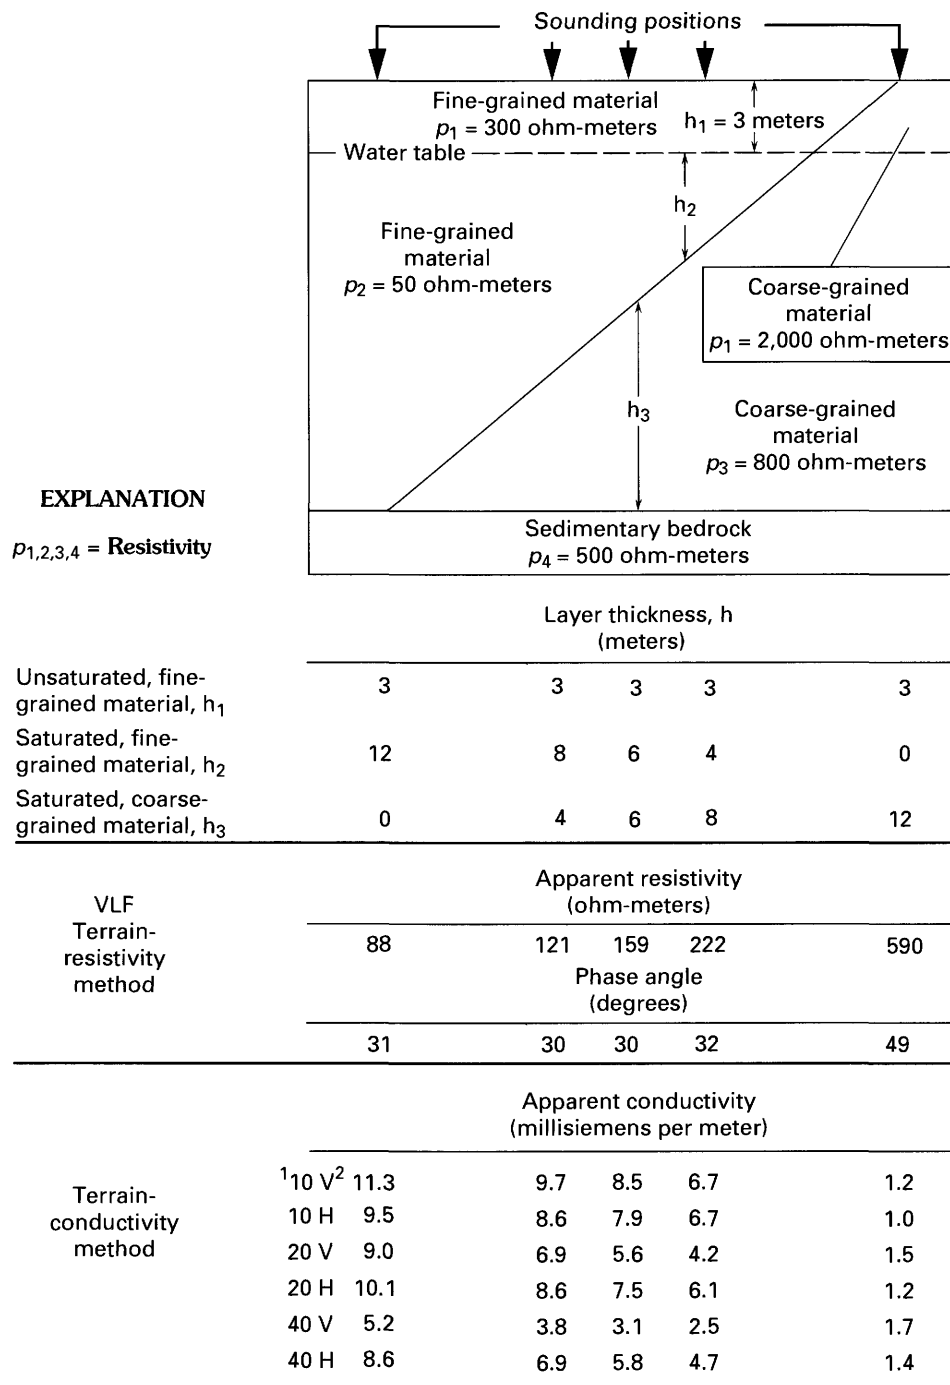 Sounding positions
Fine-grained material
p1 = 300 ohm-meters
h1 = 3 meters
Water table
h2
Fine-grained
material
p2 = 50 ohm-meters
Coarse-grained
material
p1 = 2,000 ohm-meters
h3
Coarse-grained
material
p3 = 800 ohm-meters
EXPLANATION
p1,2,3,4 = Resistivity
Sedimentary bedrock
p4 = 500 ohm-meters
Layer thickness, h
(meters)
Unsaturated, fine-
grained material, h1
3 3 3 3 3
Saturated, fine-
grained material, h2
12 8 6 4 0
Saturated, coarse-
grained material, h3
0 4 6 8 12
VLF
Terrain-
resistivity
method
Apparent resistivity
(ohm-meters)
88 121 159 222 590
Phase angle
(degrees)
31 30 30 32 49
Terrain-
conductivity
method
Apparent conductivity
(millisiemens per meter)
¹10 V² 11.3 9.7 8.5 6.7 1.2
10 H 9.5 8.6 7.9 6.7 1.0
20 V 9.0 6.9 5.6 4.2 1.5
20 H 10.1 8.6 7.5 6.1 1.2
40 V 5.2 3.8 3.1 2.5 1.7
40 H 8.6 6.9 5.8 4.7 1.4